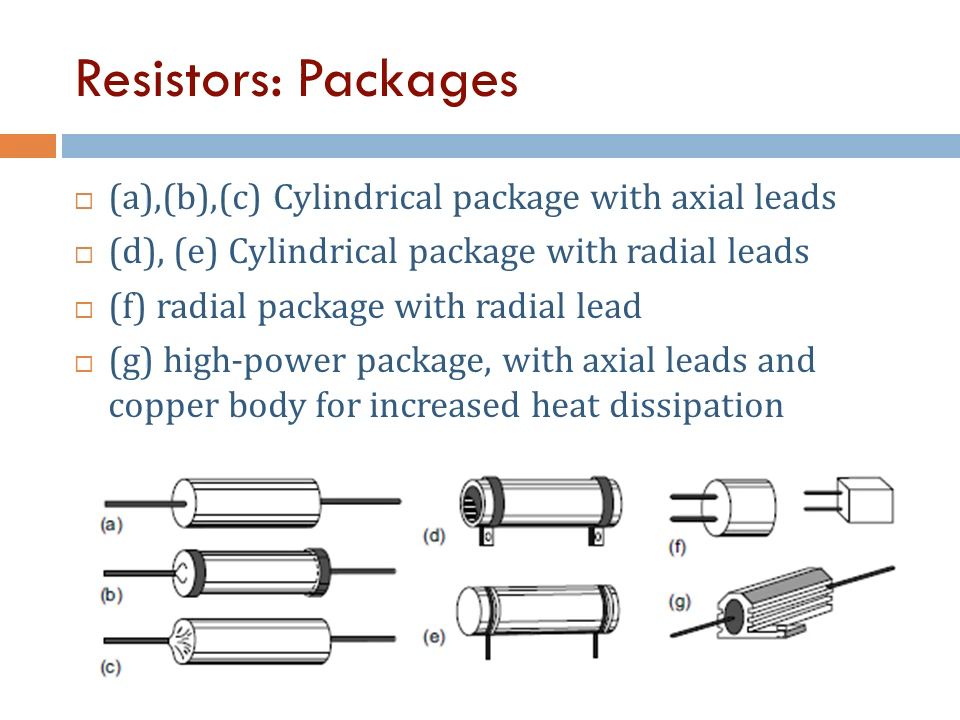 Resistors: Packages
(a),(b),(c) Cylindrical package with axial leads
(d), (e) Cylindrical package with radial leads
(f) radial package with radial lead
(g) high-power package, with axial leads and
copper body for increased heat dissipation
(a)
(b)
(c)
(d)
(e)
(f)
(g)